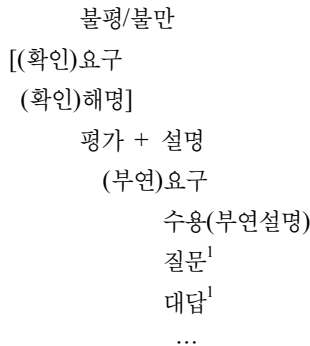 불평/불만
[(확인)요구
(확인)해명]
평가 + 설명
(부연)요구
수용(부연설명)
질문1
대답1
...